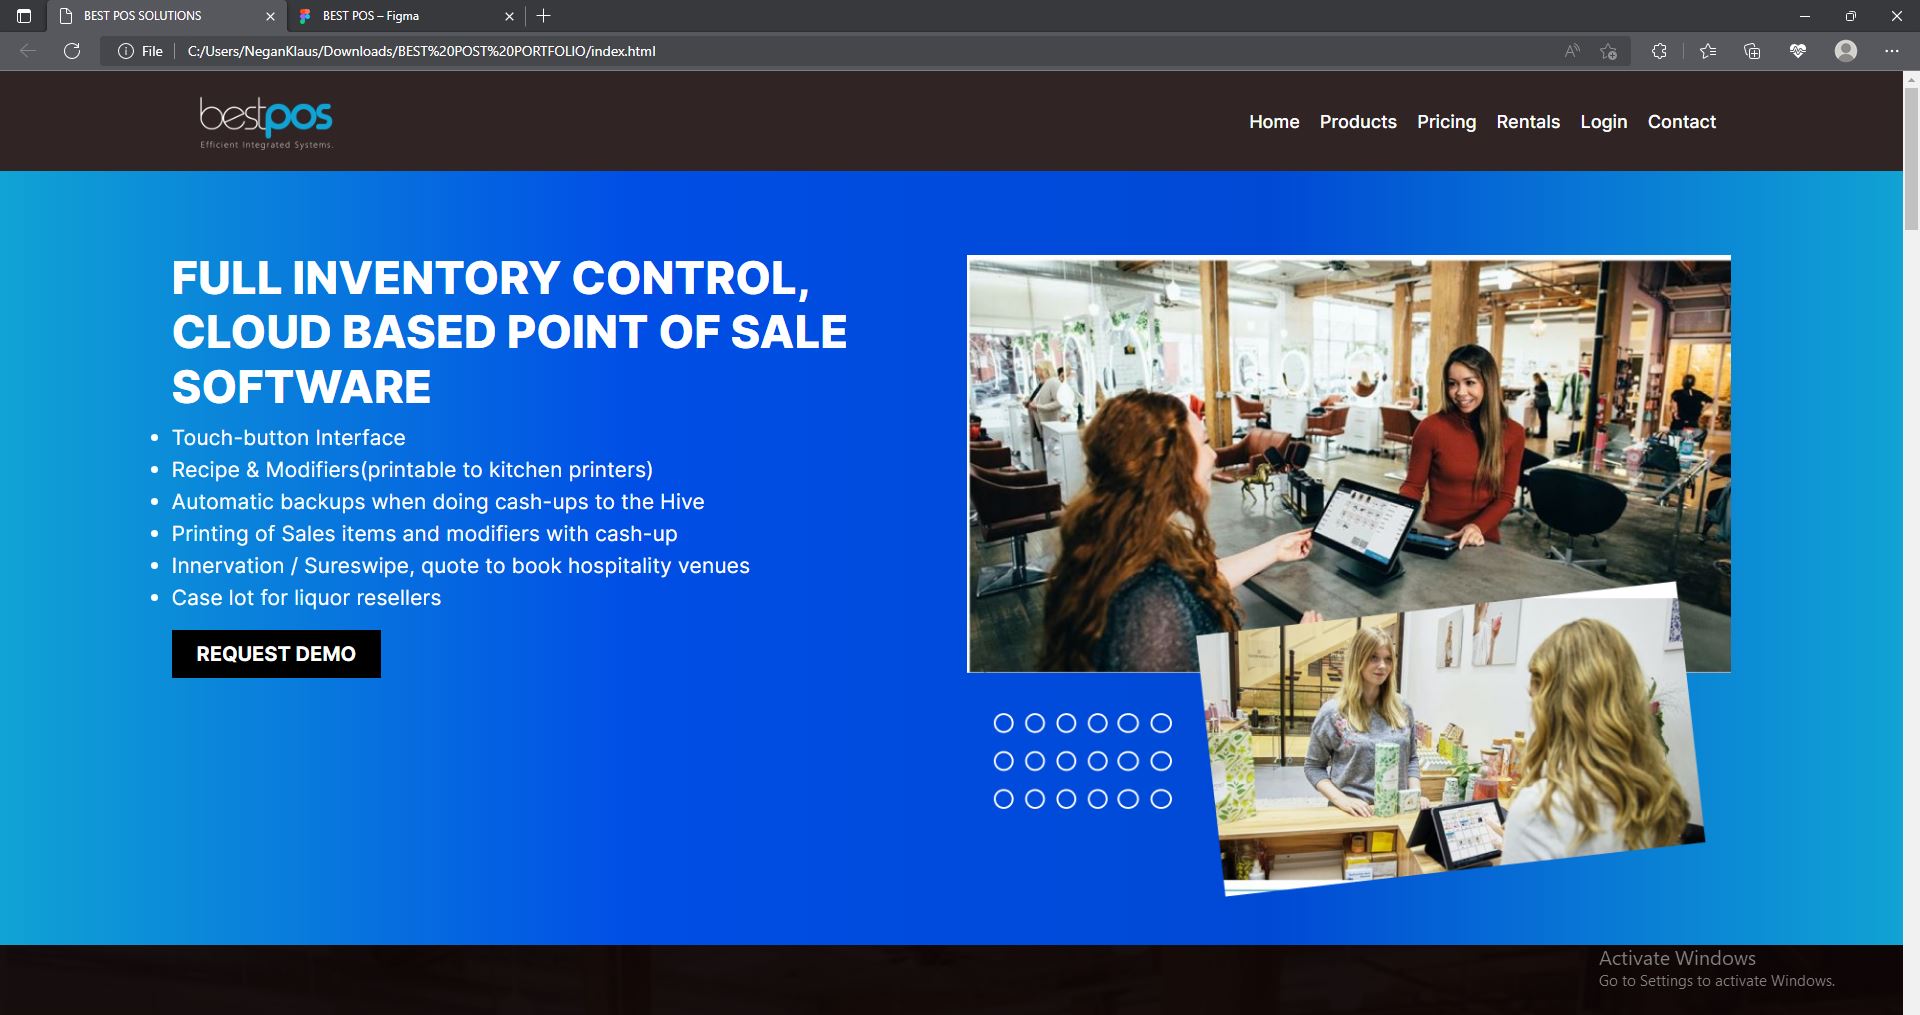 BEST POS SOLUTIONS
BEST POS – Figma
File
C:/Users/NeganKlaus/Downloads/BEST%20POST%20PORTFOLIO/index.html
bestpos
Efficient Integrated Systems.
Home Products Pricing Rentals Login Contact
FULL INVENTORY CONTROL,
CLOUD BASED POINT OF SALE
SOFTWARE
• Touch-button Interface
• Recipe & Modifiers(printable to kitchen printers)
• Automatic backups when doing cash-ups to the Hive
• Printing of Sales items and modifiers with cash-up
• Innervation / Sureswipe, quote to book hospitality venues
• Case lot for liquor resellers
REQUEST DEMO
Activate Windows
Go to Settings to activate Windows.